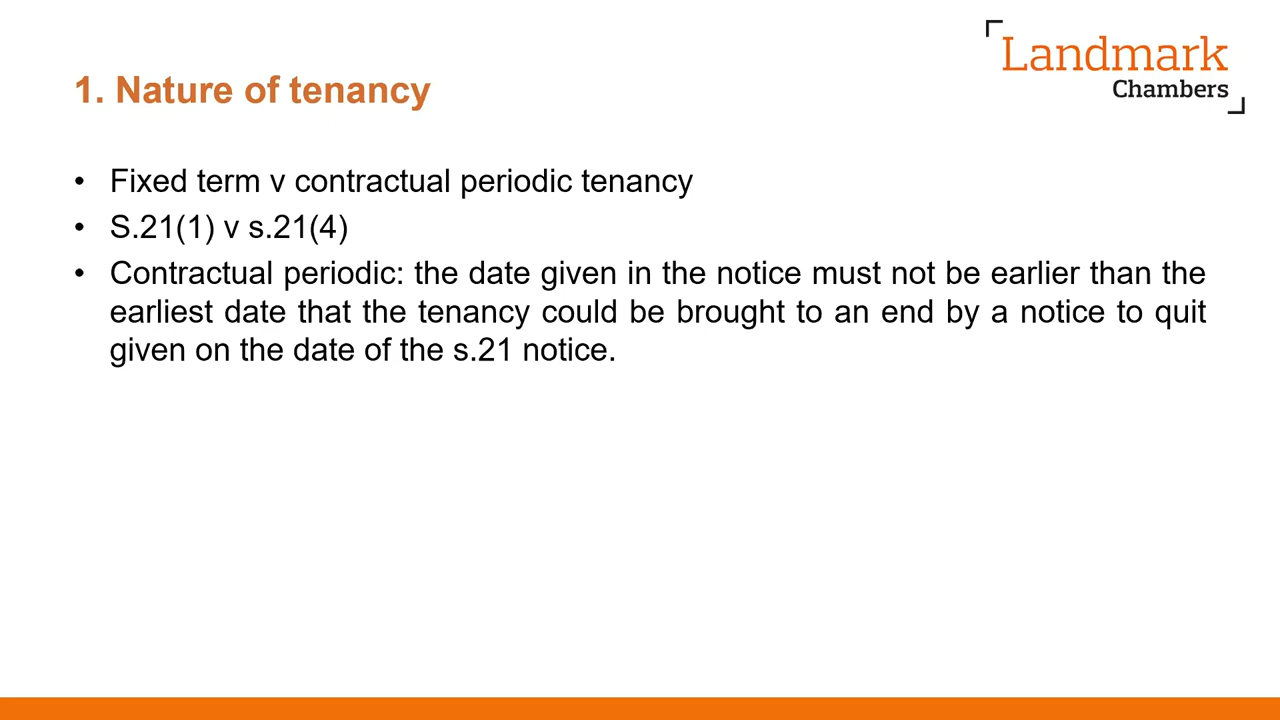 Landmark
Chambers
1. Nature of tenancy
• Fixed term v contractual periodic tenancy
• S.21(1) v s.21(4)
• Contractual periodic: the date given in the notice must not be earlier than the
earliest date that the tenancy could be brought to an end by a notice to quit
given on the date of the s.21 notice.